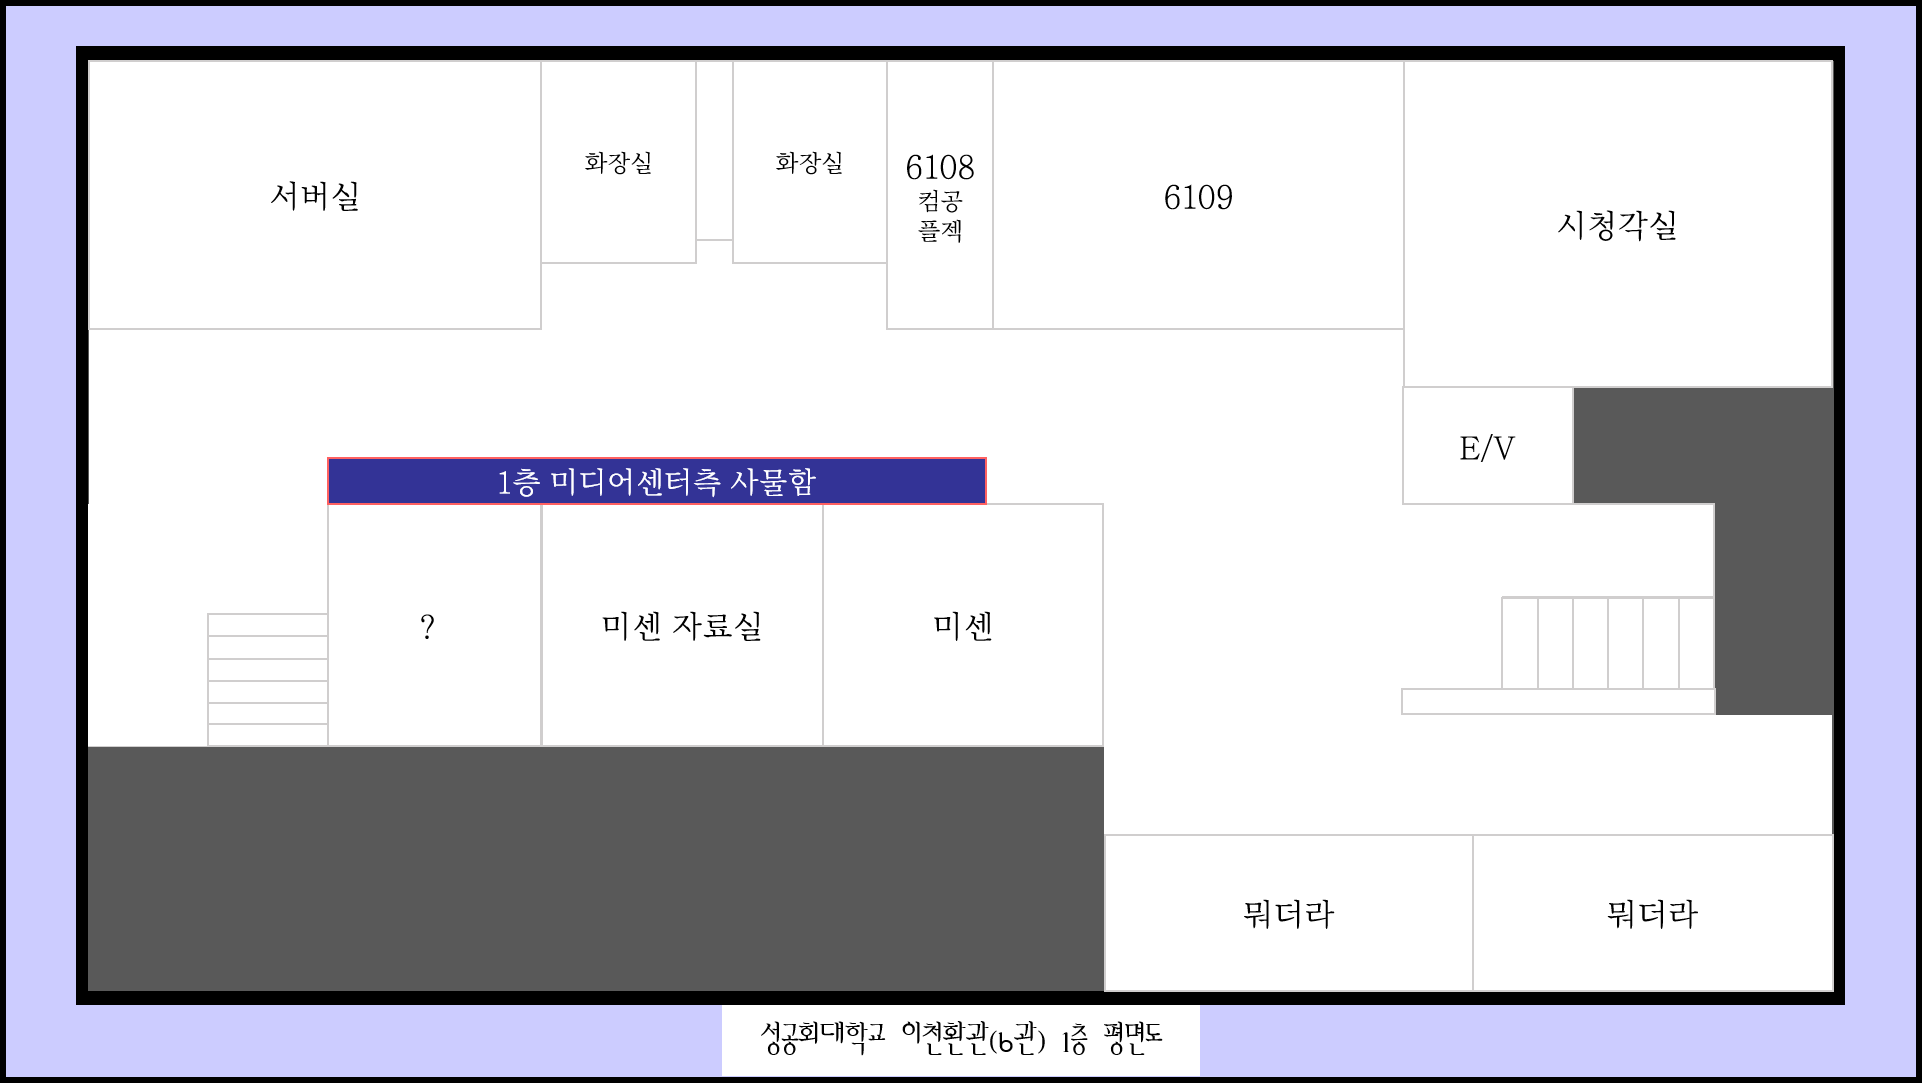 서버실
화장실
화장실
6108
컴공
플젝
6109
시청각실
E/V
1층 미디어센터측 사물함
?
미센 자료실
미센
뭐더라
뭐더라
성공회대학교 이천환관(6관) 1층 평면도